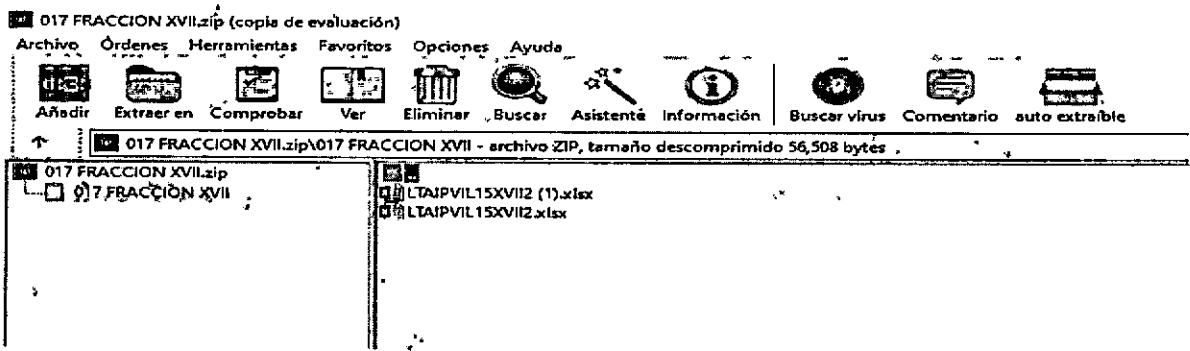 017 FRACCION XVII.zip (copia de evaluación)
Archivo Órdenes Herramientas Favoritos Opciones Ayuda
Añadir Extraer en Comprobar Ver Eliminar Buscar Asistente Información Buscar virus Comentario auto extraíble
017 FRACCION XVII.zip\017 FRACCION XVII - archivo ZIP, tamaño descomprimido 56,508 bytes
017 FRACCION XVII.zip
017 FRACCION XVII
LTAIPVIL15XVII2 (1).xlsx
LTAIPVIL15XVII2.xlsx